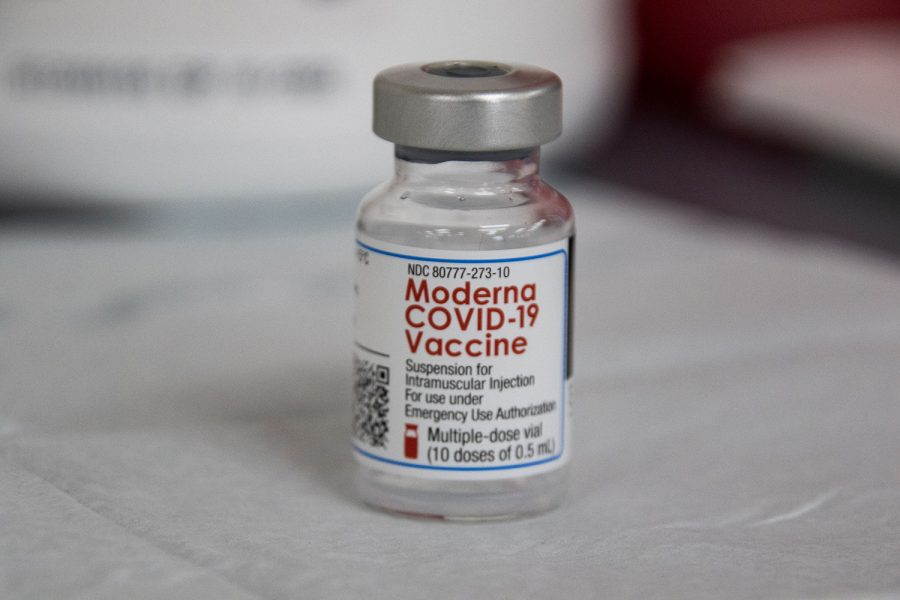 NDC 80777-273-10
Moderna
COVID-19
Vaccine
Suspension for
Intramuscular Injection
For use under
Emergency Use Authorization
Multiple-dose vial
(10 doses of 0.5 mL)